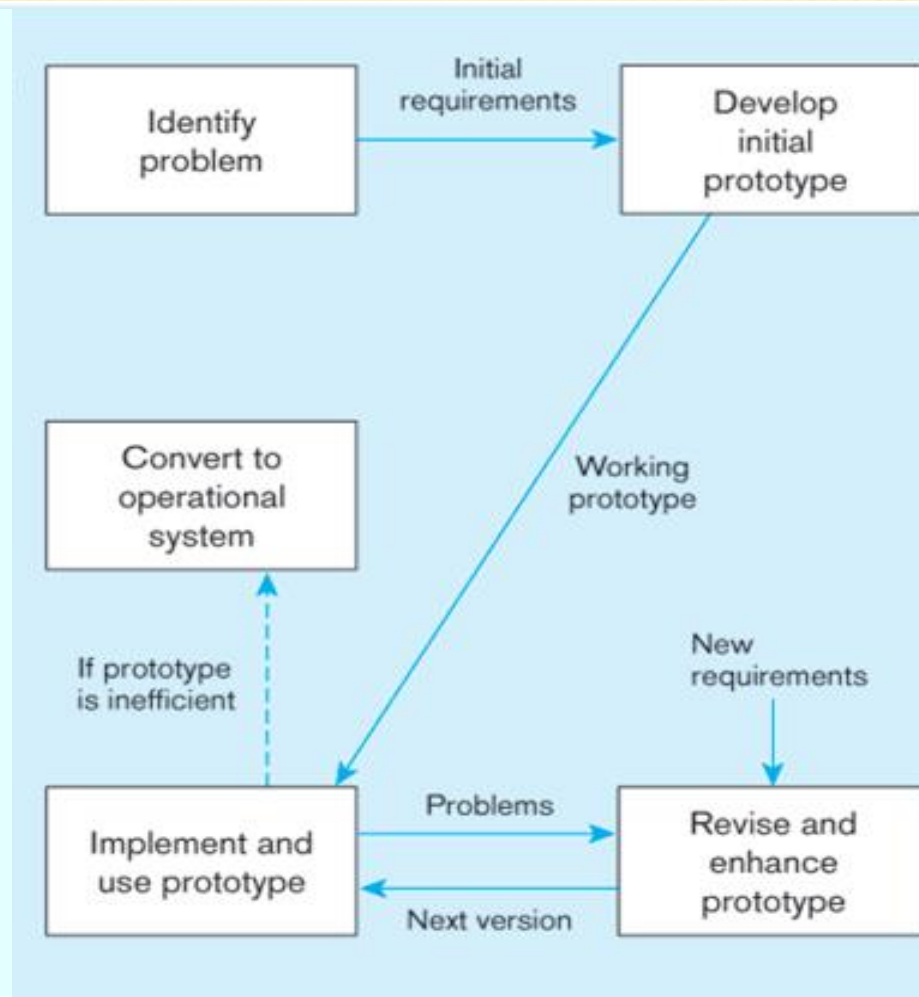 Identify
problem
Initial
requirements
Develop
initial
prototype
Convert to
operational
system
Working
prototype
If prototype
is inefficient
New
requirements
Implement and
use prototype
Problems
Next version
Revise and
enhance
prototype